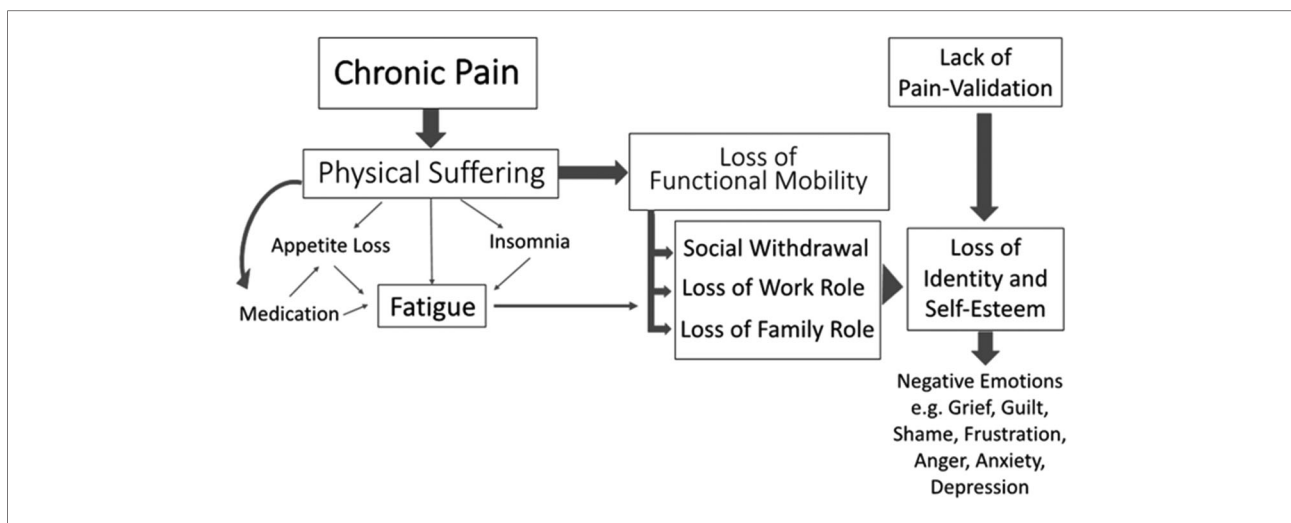 Chronic Pain
Lack of
Pain-Validation
Physical Suffering
Loss of
Functional Mobility
Appetite Loss
Insomnia
Medication
Fatigue
Social Withdrawal
Loss of Work Role
Loss of Family Role
Loss of
Identity and
Self-Esteem
Negative Emotions
e.g. Grief, Guilt,
Shame, Frustration,
Anger, Anxiety,
Depression